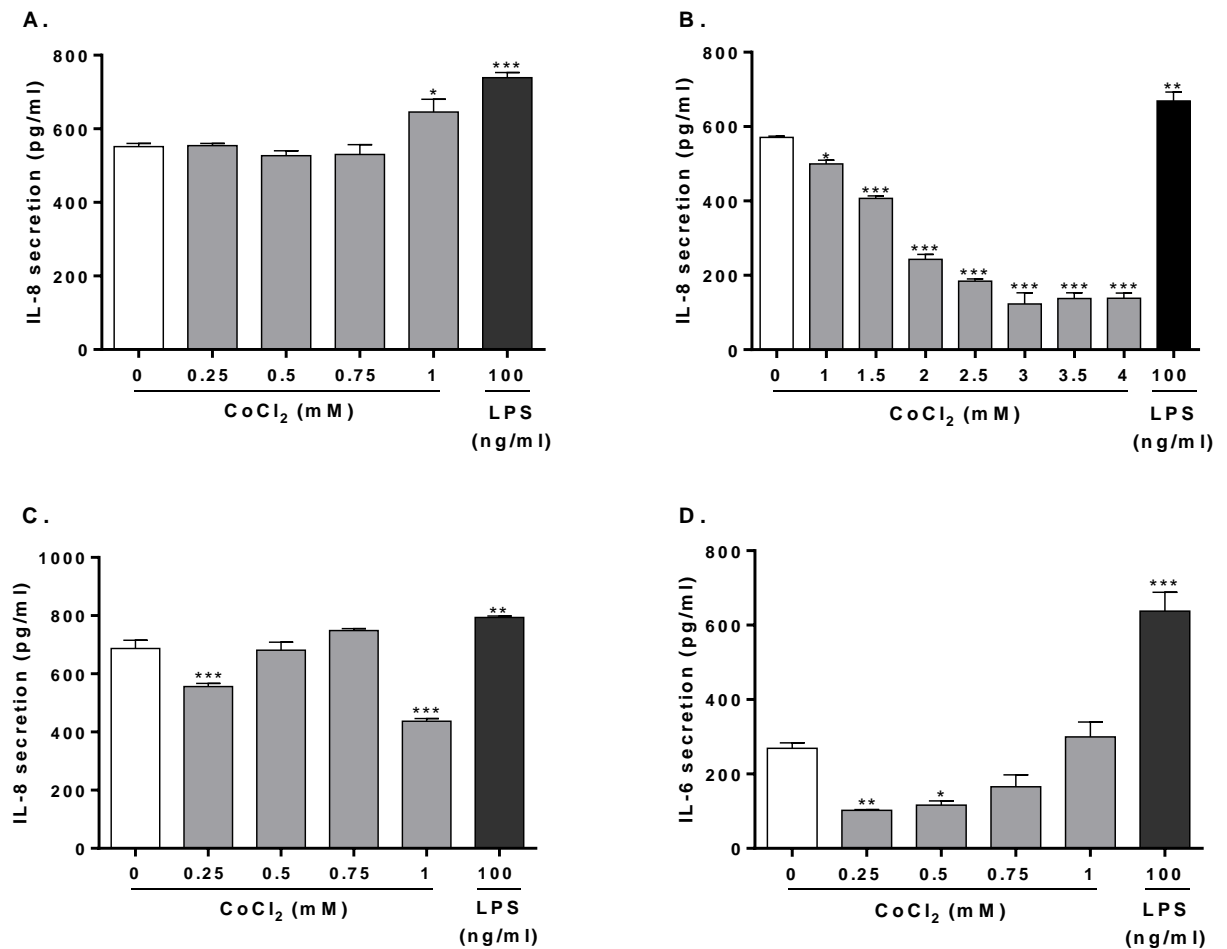 A.
800
600
400
200
0
IL-8 secretion (pg/ml)
*
***
0 0.25 0.5 0.75 1 100
CoCl₂ (mM) LPS
(ng/ml)
B.
800
600
400
200
0
IL-8 secretion (pg/ml)
*
***
***
***
***
***
***
**
0 1 1.5 2 2.5 3 3.5 4 100
CoCl₂ (mM) LPS
(ng/ml)
C.
1000
800
600
400
200
0
IL-8 secretion (pg/ml)
***
***
**
0 0.25 0.5 0.75 1 100
CoCl₂ (mM) LPS
(ng/ml)
D.
800
600
400
200
0
IL-6 secretion (pg/ml)
**
*
***
0 0.25 0.5 0.75 1 100
CoCl₂ (mM) LPS
(ng/ml)